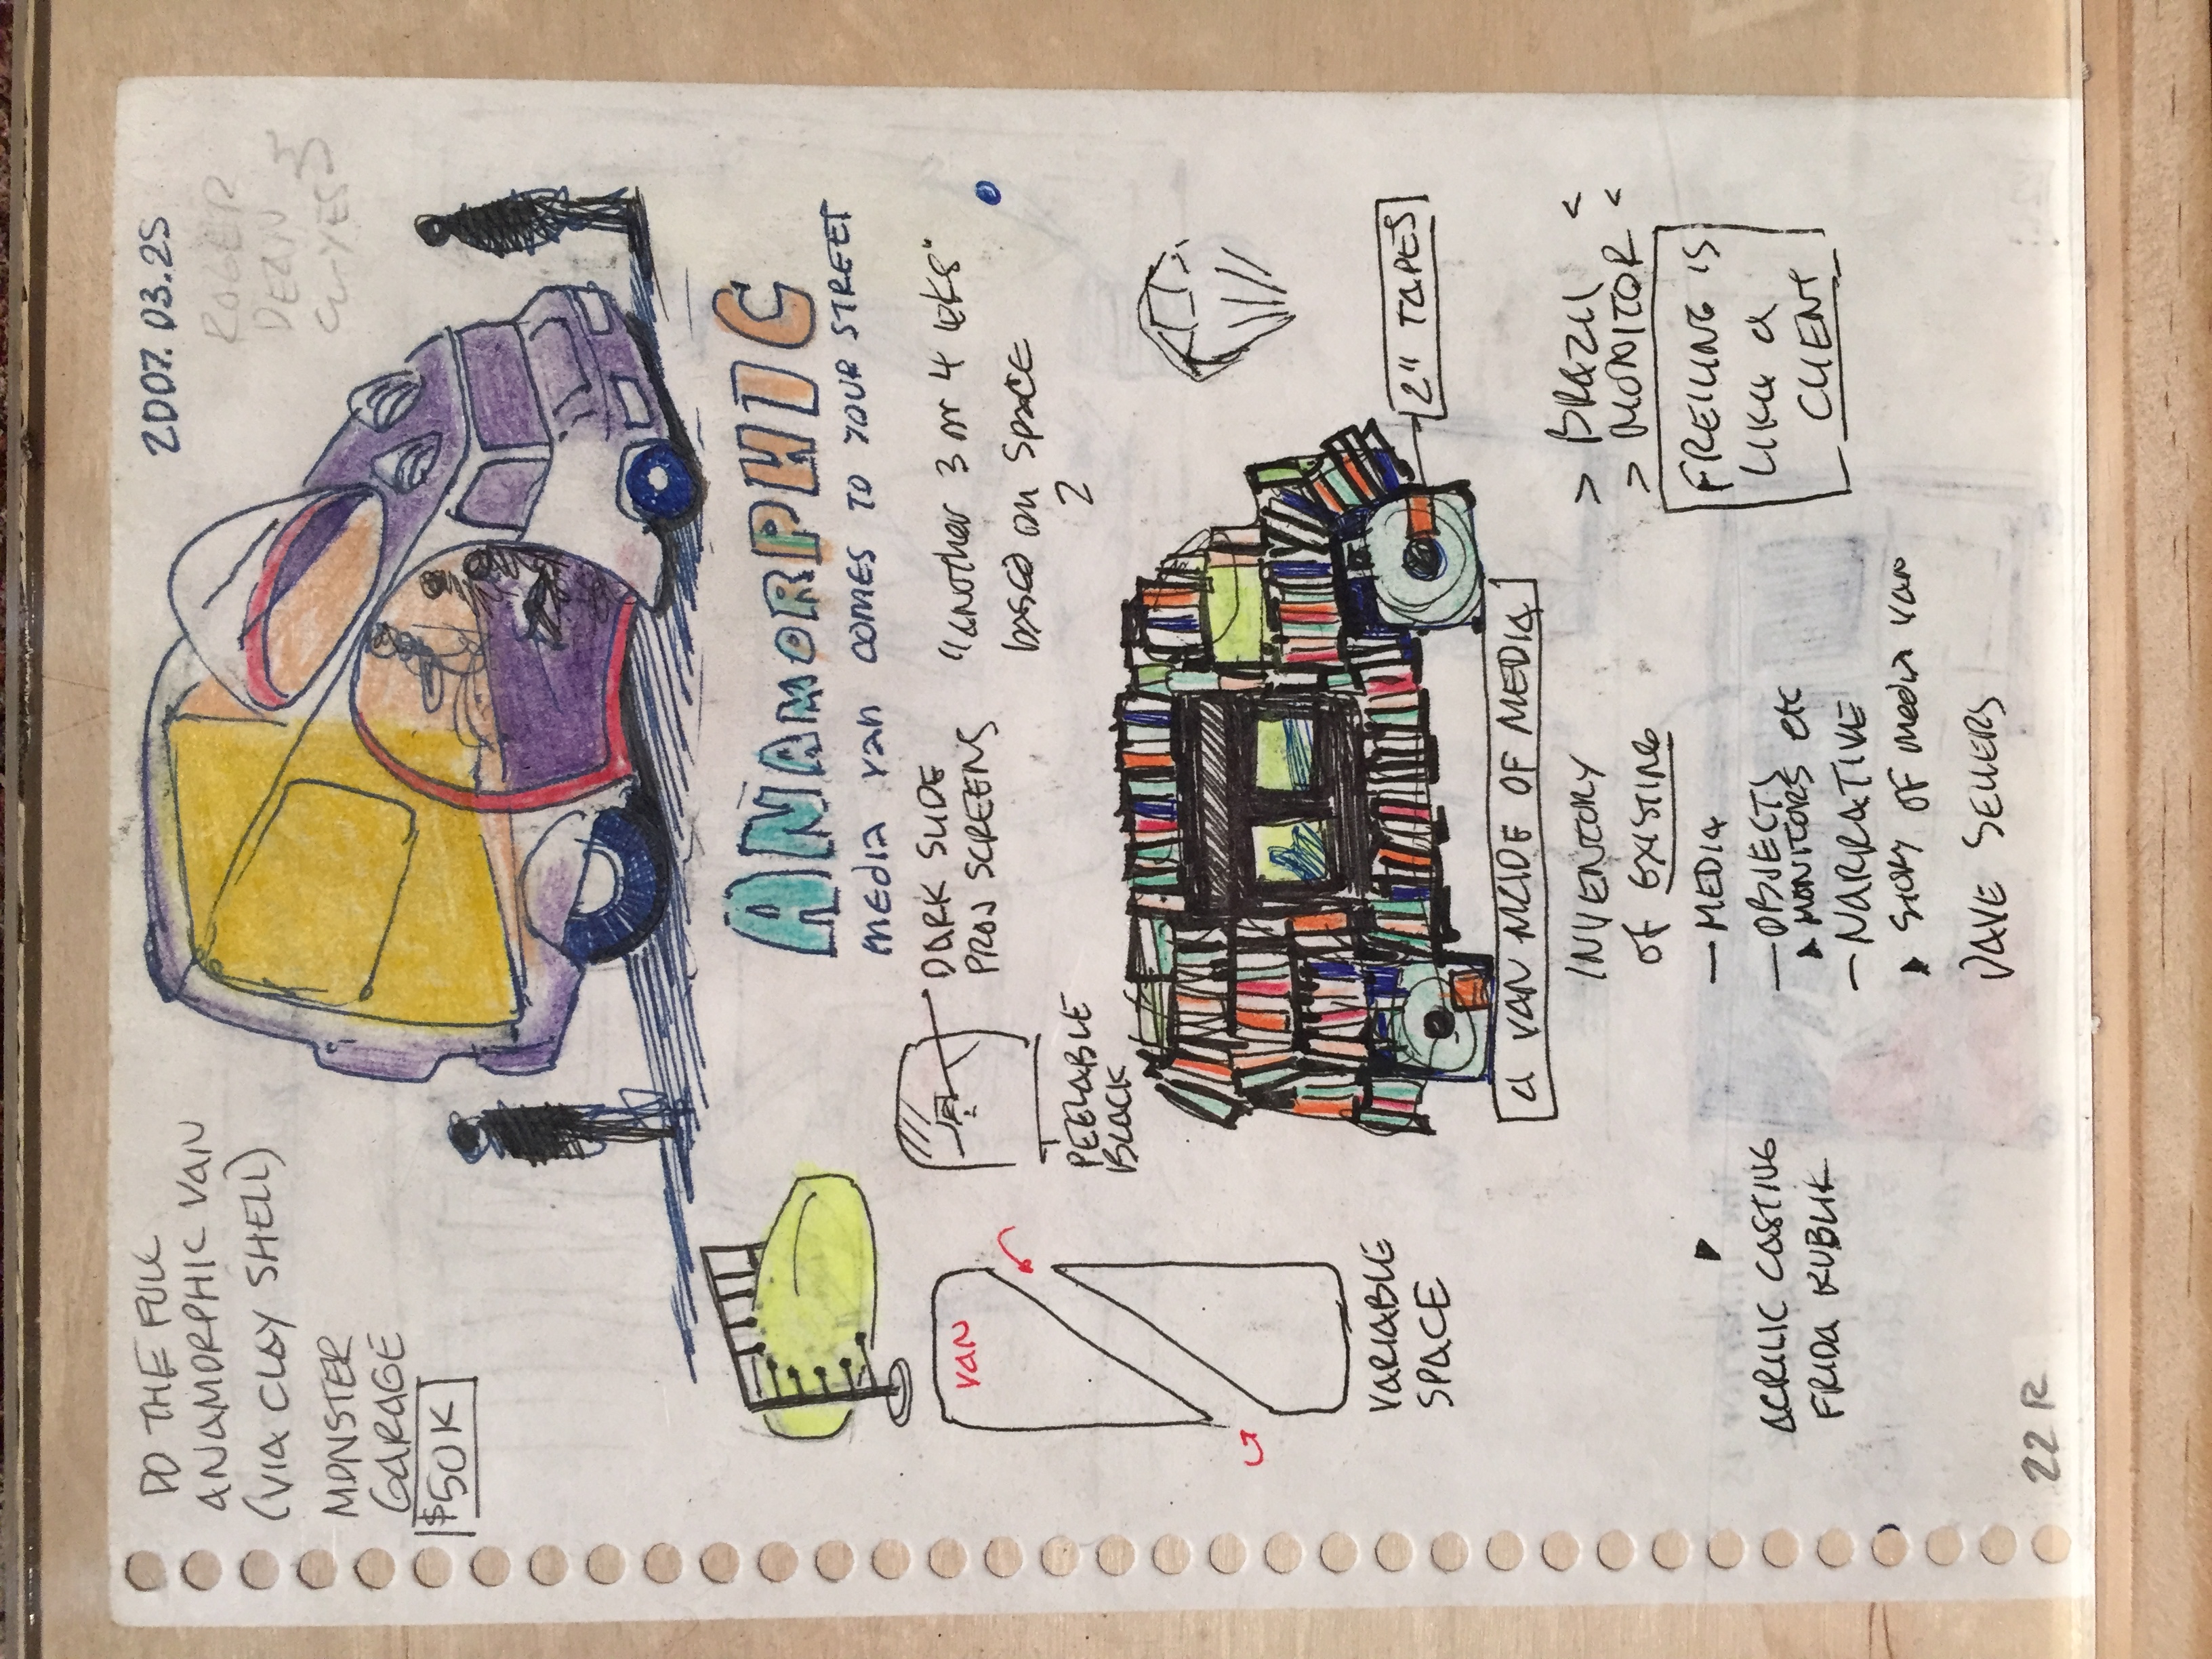 DO THE FULL
ANAMORPHIC VAN
(VIA CLAY SHELL)
MONSTER
GARAGE
$50K
2007.03.25
ROGER
DEAN
YES
ANAMORPHIC
media van COMES TO YOUR STREET
VAN
DARK SLIDE
PROJ SCREENS
PEELABLE
BLACK
"another 3 or 4
based on SPACE
2
VARIABLE
SPACE
2" TAPES
A VAN MADE OF MEDIA
INVENTORY
OF EXISTING
— MEDIA
— OBJECTS
MONITORS etc
— NARRATIVE
STORY OF media van
DAVE SELLERS
> BRAZIL <
> MONITOR <
FREILING IS
LIKE A
CLIENT
ACRILIC CASTING
FRIDA KUBLIK
22 R